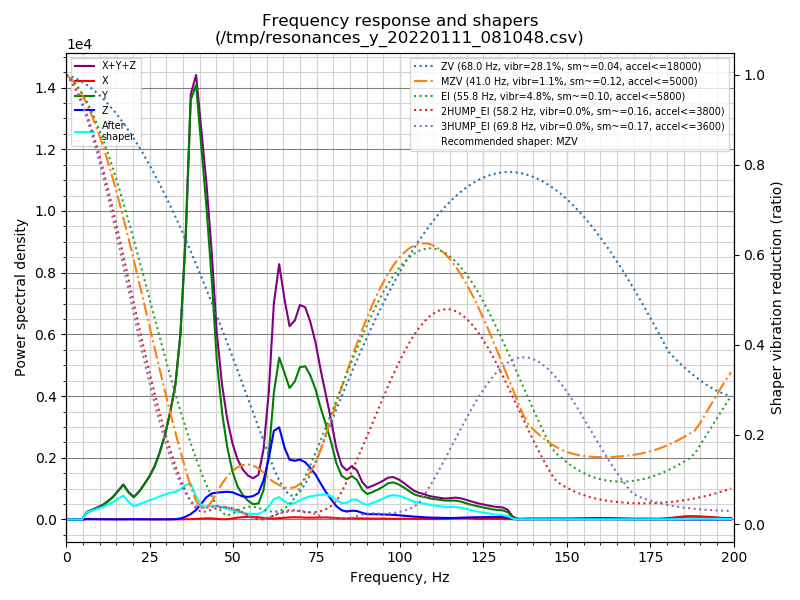 Frequency response and shapers
(/tmp/resonances_y_20220111_081048.csv)
1e4
X+Y+Z
X
Y
Z
After
shaper
ZV (68.0 Hz, vibr=28.1%, sm~=0.04, accel<=18000)
MZV (41.0 Hz, vibr=1.1%, sm~=0.12, accel<=5000)
EI (55.8 Hz, vibr=4.8%, sm~=0.10, accel<=5800)
2HUMP_EI (58.2 Hz, vibr=0.0%, sm~=0.16, accel<=3800)
3HUMP_EI (69.8 Hz, vibr=0.0%, sm~=0.17, accel<=3600)
Recommended shaper: MZV
Power spectral density
1.4
1.2
1.0
0.8
0.6
0.4
0.2
0.0
1.0
0.8
0.6
0.4
0.2
0.0
Shaper vibration reduction (ratio)
0 25 50 75 100 125 150 175 200
Frequency, Hz